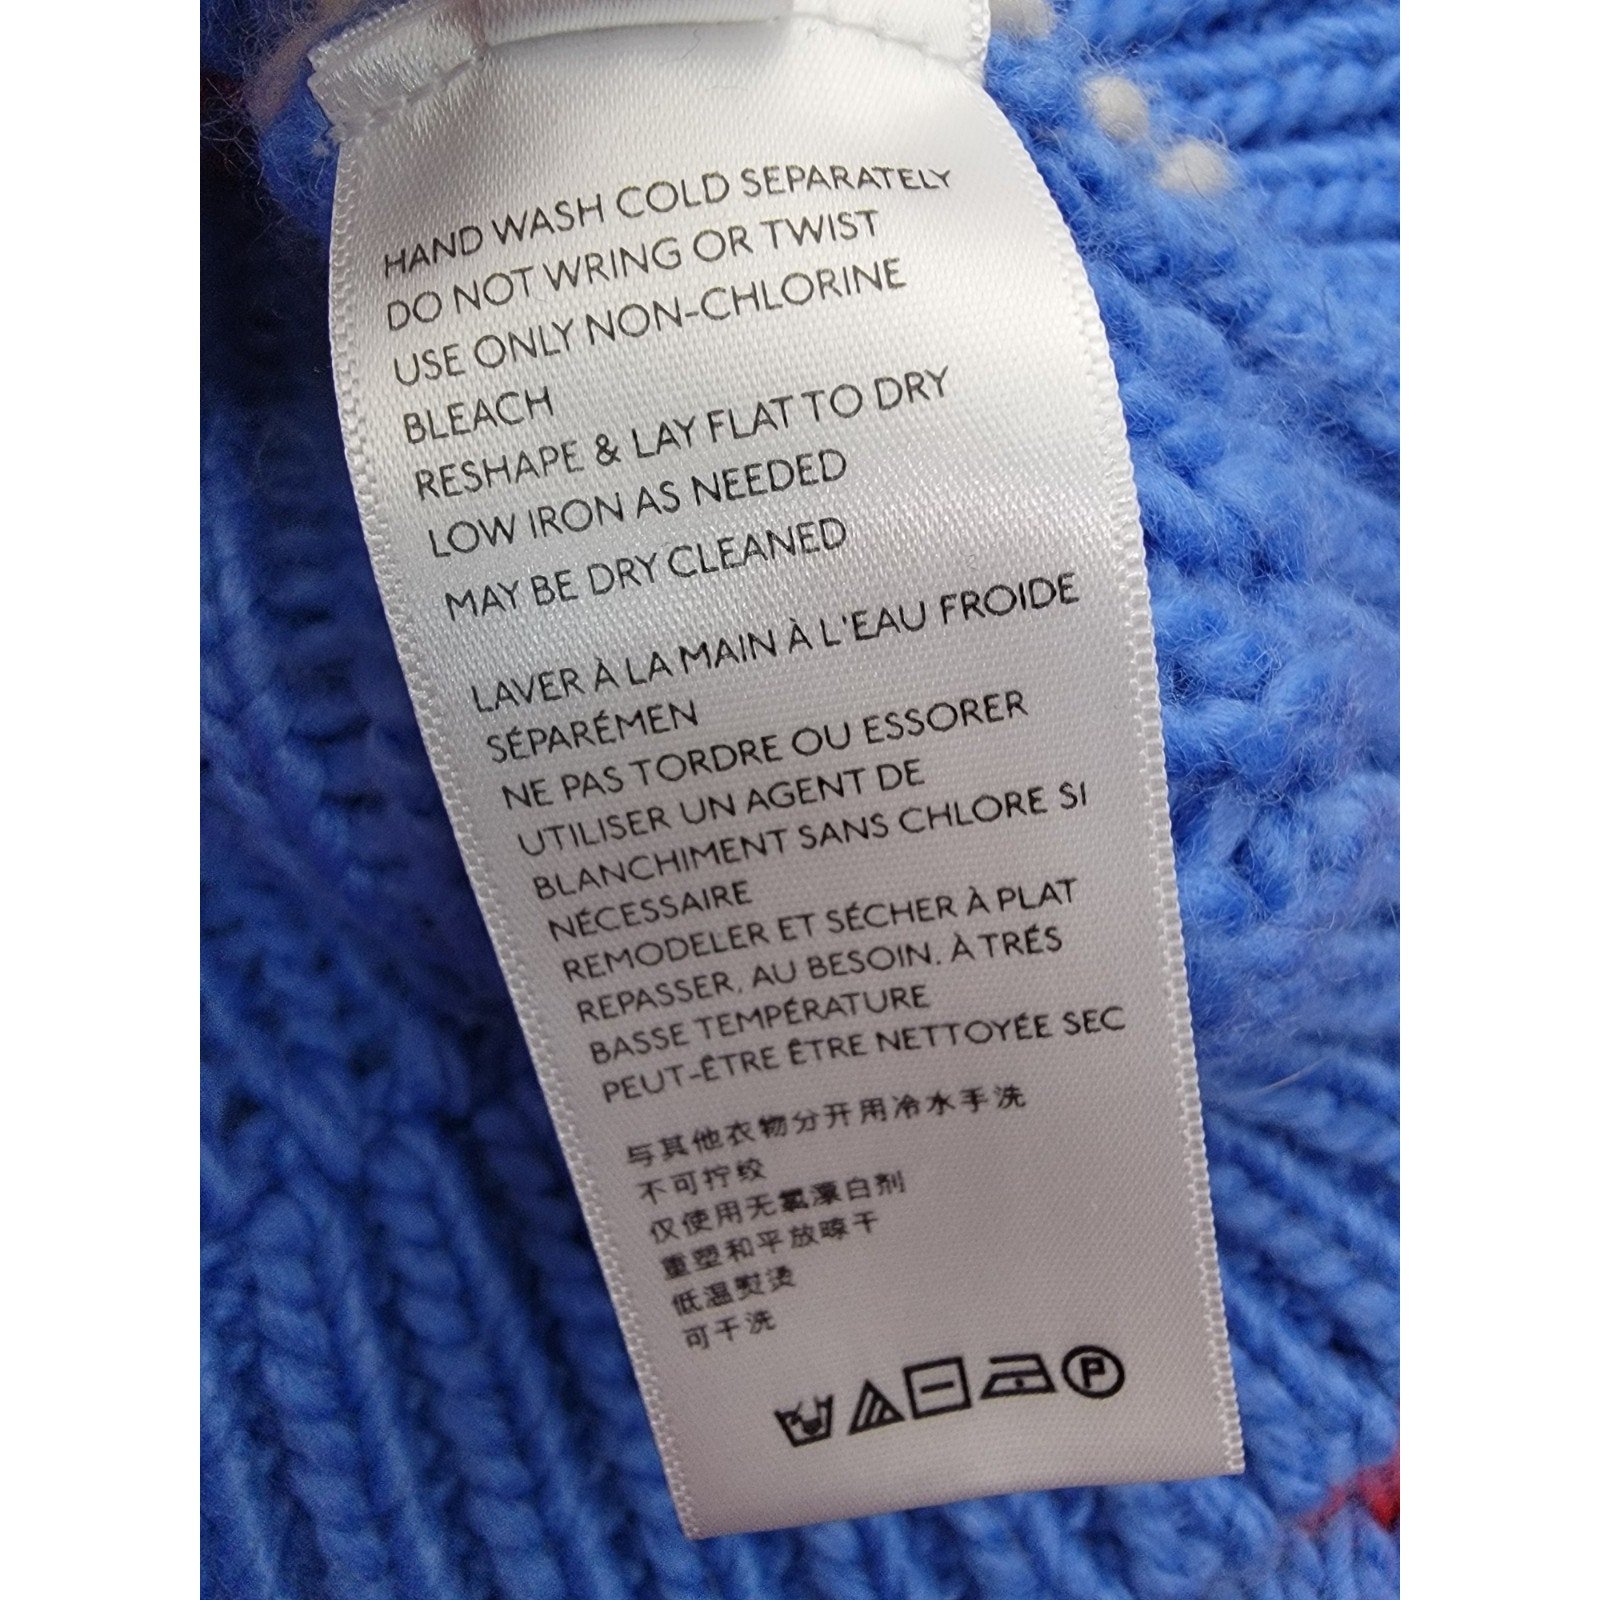 HAND WASH COLD SEPARATELY
DO NOT WRING OR TWIST
USE ONLY NON-CHLORINE
BLEACH
RESHAPE & LAY FLAT TO DRY
LOW IRON AS NEEDED
MAY BE DRY CLEANED
LAVER À LA MAIN À L'EAU FROIDE
SÉPARÉMEN
NE PAS TORDRE OU ESSORER
UTILISER UN AGENT DE
BLANCHIMENT SANS CHLORE SI
NÉCESSAIRE
REMODELER ET SÉCHER À PLAT
REPASSER, AU BESOIN, À TRÉS
BASSE TEMPÉRATURE
PEUT-ÊTRE ÊTRE NETTOYÉE SEC
与其他衣物分开用冷水手洗
不可拧绞
仅使用无氯漂白剂
重塑和平放晾干
低温熨烫
可干洗
P